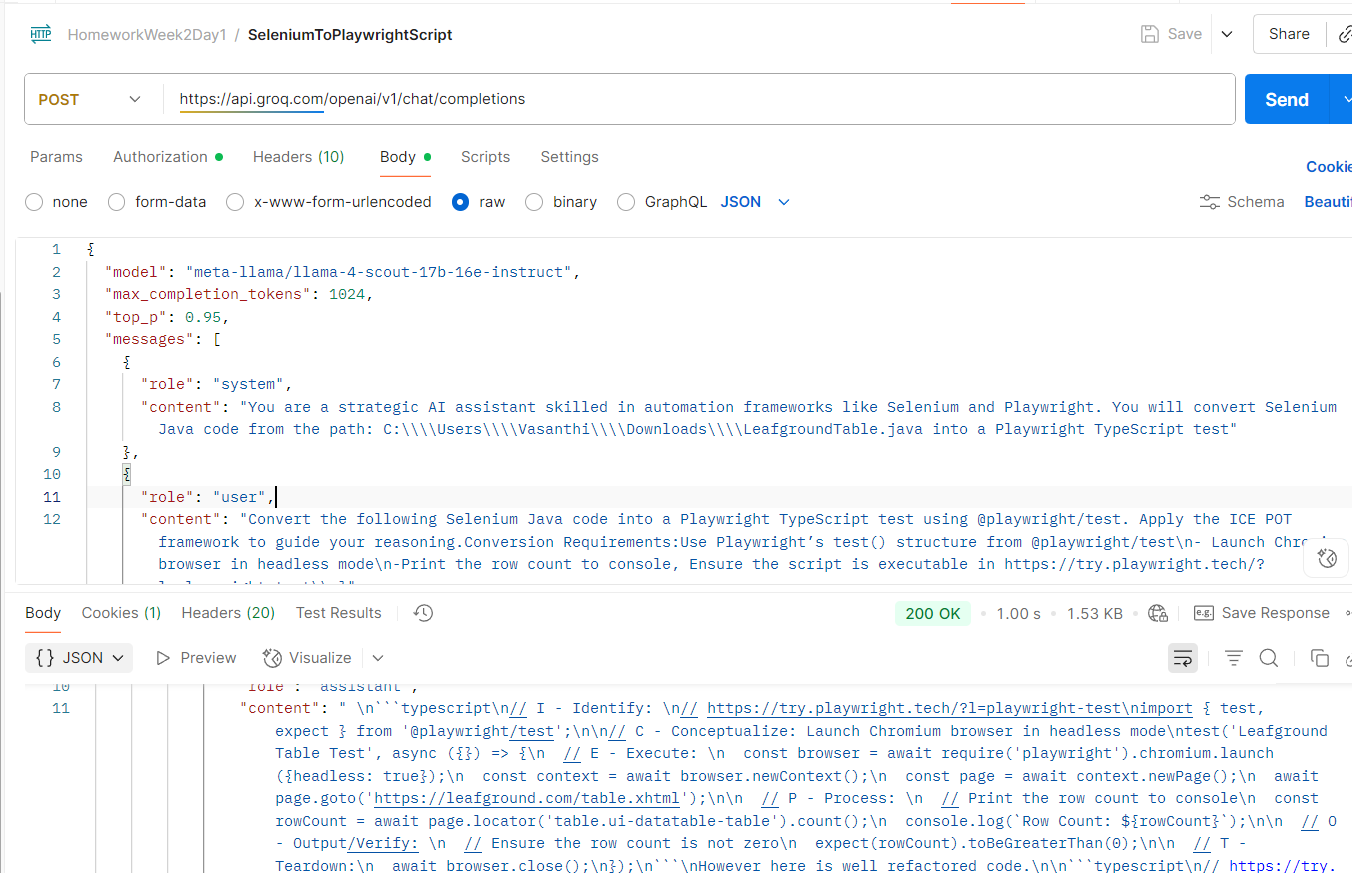 HTTP HomeworkWeek2Day1 / SeleniumToPlaywrightScript Save Share
POST https://api.groq.com/openai/v1/chat/completions Send
Params Authorization Headers (10) Body Scripts Settings
Cookie
none form-data x-www-form-urlencoded raw binary GraphQL JSON Schema Beautif
1 {
2 "model": "meta-llama/llama-4-scout-17b-16e-instruct",
3 "max_completion_tokens": 1024,
4 "top_p": 0.95,
5 "messages": [
6 {
7 "role": "system",
8 "content": "You are a strategic AI assistant skilled in automation frameworks like Selenium and Playwright. You will convert Selenium
Java code from the path: C:\\\\Users\\\\Vasanthi\\\\Downloads\\\\LeafgroundTable.java into a Playwright TypeScript test"
9 },
10 {
11 "role": "user",
12 "content": "Convert the following Selenium Java code into a Playwright TypeScript test using @playwright/test. Apply the ICE POT
framework to guide your reasoning.Conversion Requirements:Use Playwright’s test() structure from @playwright/test\n- Launch Chromi
browser in headless mode\n-Print the row count to console, Ensure the script is executable in https://try.playwright.tech/?
Body Cookies (1) Headers (20) Test Results 200 OK 1.00 s 1.53 KB e.g. Save Response
{} JSON Preview Visualize
10 "role": "assistant",
11 "content": " \n```typescript\n// I - Identify: \n// https://try.playwright.tech/?l=playwright-test\nimport { test,
expect } from '@playwright/test';\n\n// C - Conceptualize: Launch Chromium browser in headless mode\ntest('Leafground
Table Test', async ({}) => {\n  // E - Execute: \n  const browser = await require('playwright').chromium.launch
({headless: true});\n  const context = await browser.newContext();\n  const page = await context.newPage();\n  await
page.goto('https://leafground.com/table.xhtml');\n\n  // P - Process: \n  // Print the row count to console\n  const
rowCount = await page.locator('table.ui-datatable-table').count();\n  console.log(`Row Count: ${rowCount}`);\n\n  // O
- Output/Verify: \n  // Ensure the row count is not zero\n  expect(rowCount).toBeGreaterThan(0);\n\n  // T -
Teardown:\n  await browser.close();\n});\n```\nHowever here is well refactored code.\n\n```typescript\n// https://try.